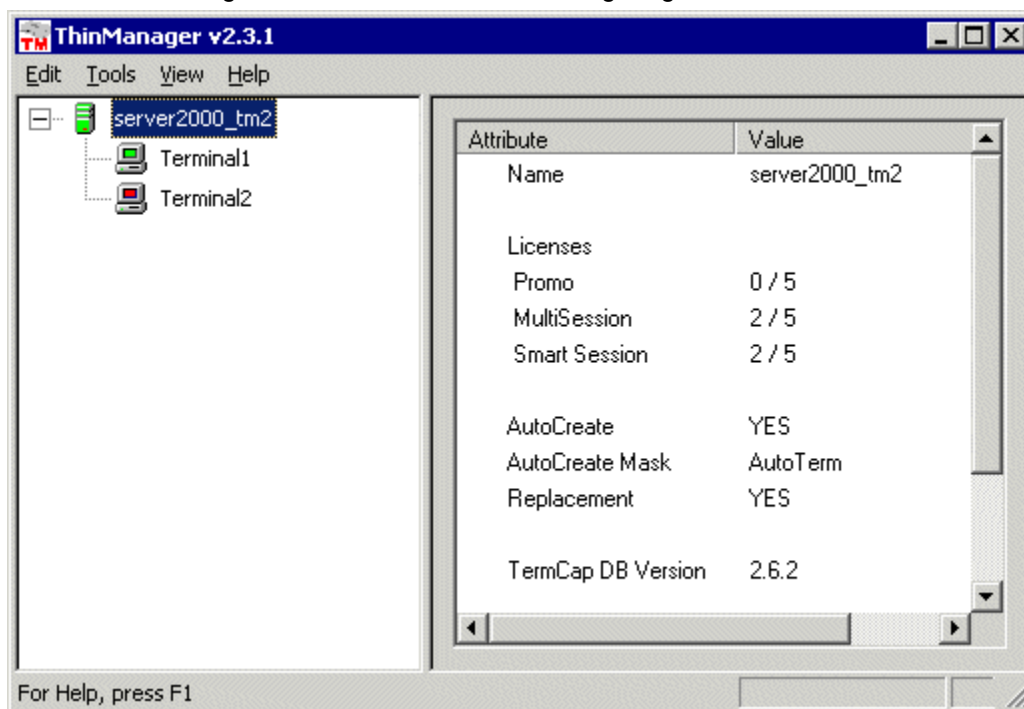 TM ThinManager v2.3.1
Edit Tools View Help
server2000_tm2
Terminal1
Terminal2
Attribute Value
Name server2000_tm2
Licenses
Promo 0 / 5
MultiSession 2 / 5
Smart Session 2 / 5
AutoCreate YES
AutoCreate Mask AutoTerm
Replacement YES
TermCap DB Version 2.6.2
For Help, press F1